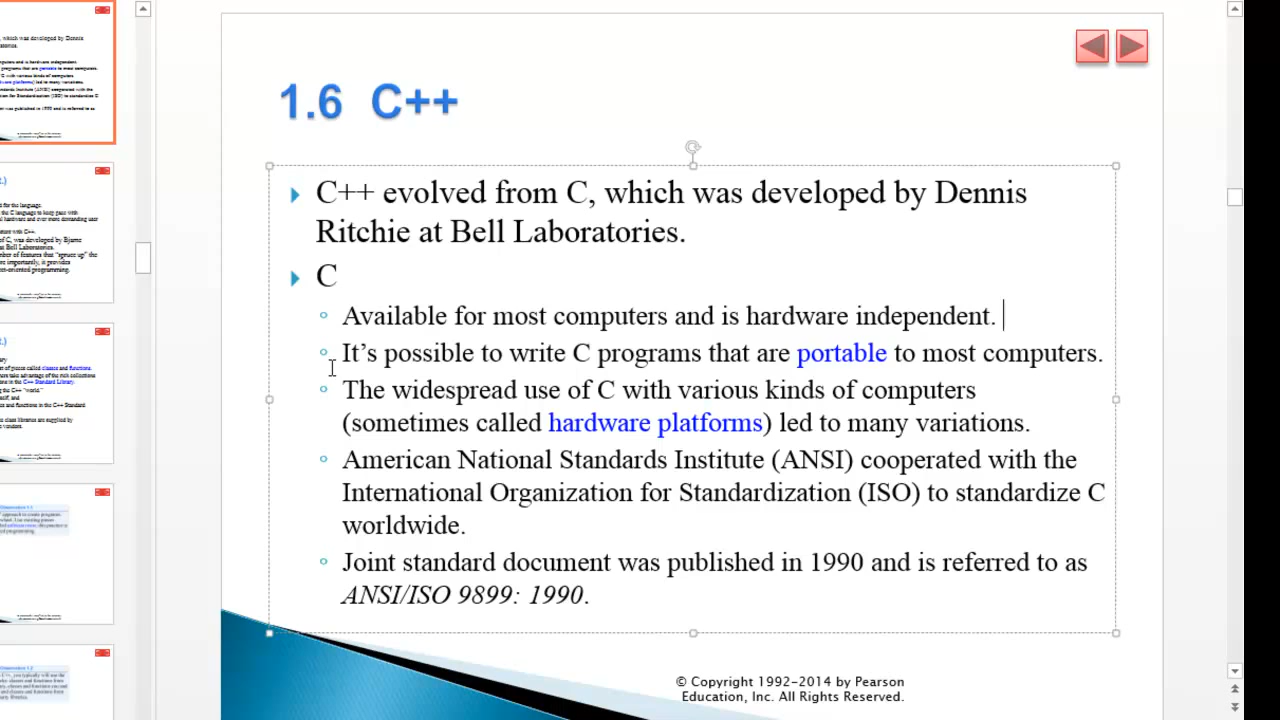 1.6 C++
C++ evolved from C, which was developed by Dennis
Ritchie at Bell Laboratories.
C
Available for most computers and is hardware independent.
It’s possible to write C programs that are portable to most computers.
The widespread use of C with various kinds of computers
(sometimes called hardware platforms) led to many variations.
American National Standards Institute (ANSI) cooperated with the
International Organization for Standardization (ISO) to standardize C
worldwide.
Joint standard document was published in 1990 and is referred to as
ANSI/ISO 9899: 1990.
© Copyright 1992-2014 by Pearson
Education, Inc. All Rights Reserved.